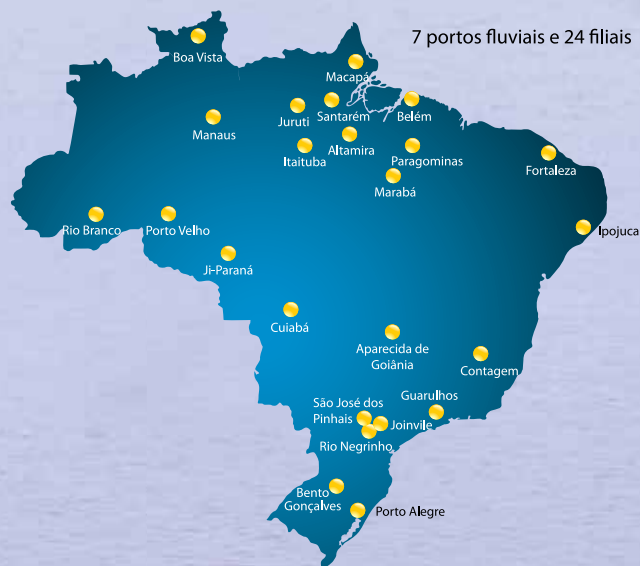 7 portos fluviais e 24 filiais
Boa Vista
Macapá
Juruti
Santarém
Belém
Manaus
Itaituba
Altamira
Paragominas
Fortaleza
Marabá
Rio Branco
Porto Velho
Ipojuca
Ji-Paraná
Cuiabá
Aparecida de
Goiânia
Contagem
Guarulhos
São José dos
Pinhais
Joinvile
Rio Negrinho
Bento
Gonçalves
Porto Alegre